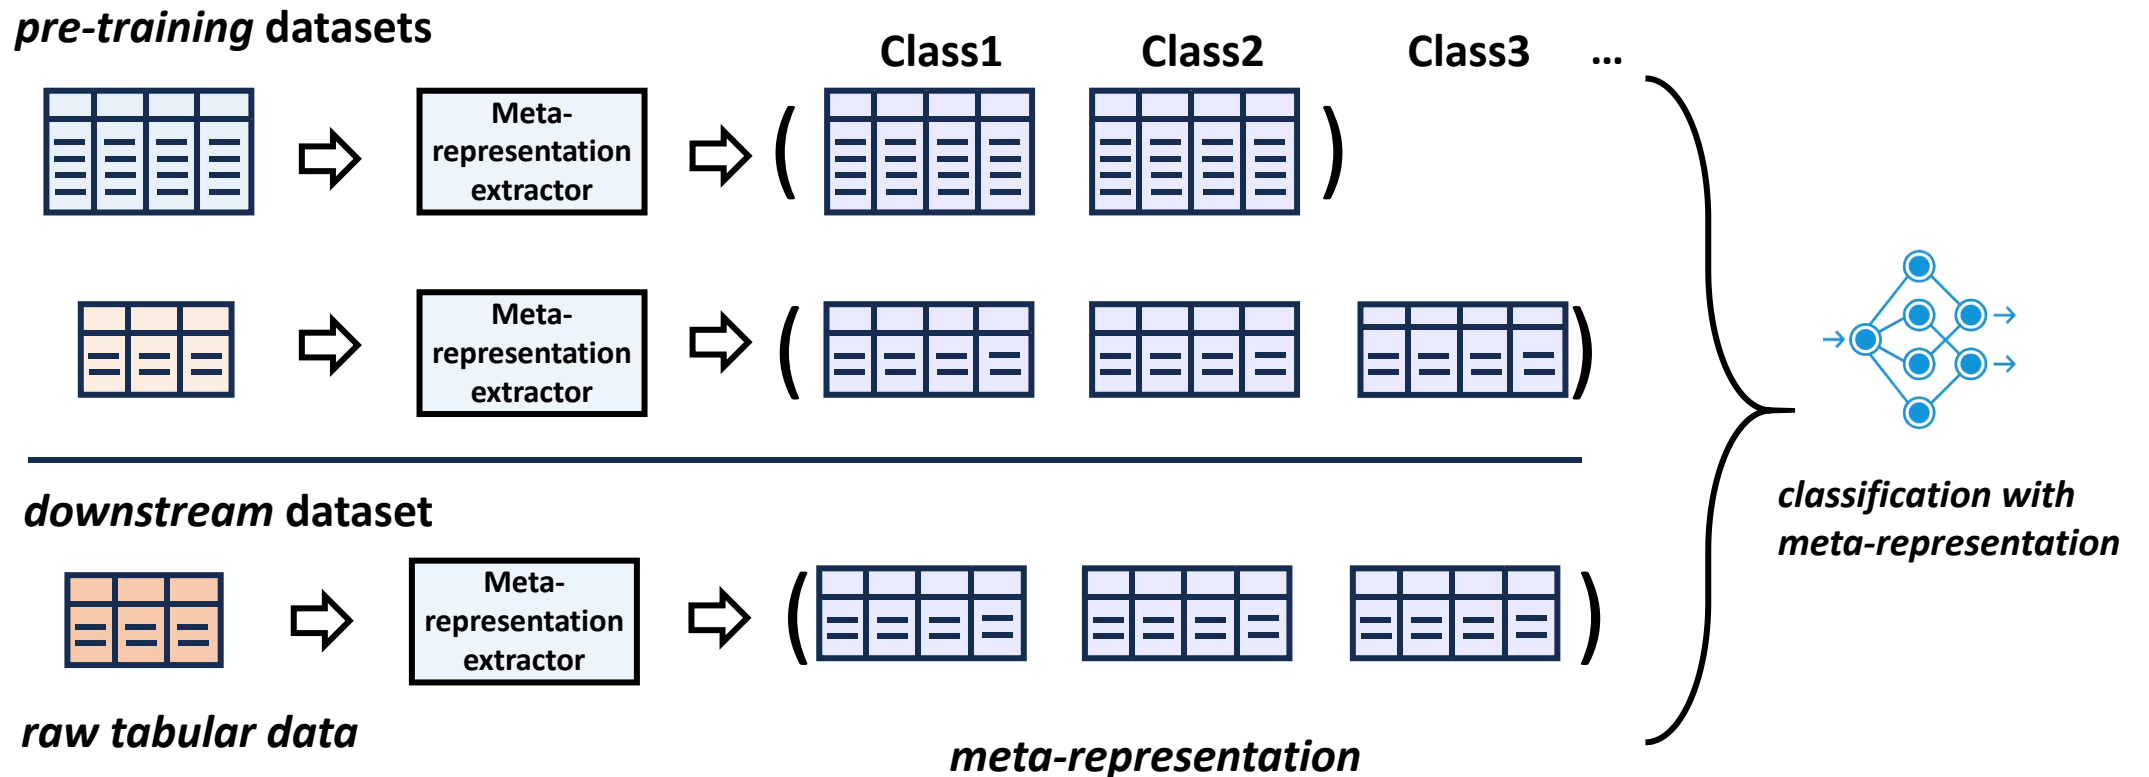 pre-training datasets
Class1 Class2 Class3 ...
Meta-
representation
extractor
Meta-
representation
extractor
downstream dataset
classification with
meta-representation
Meta-
representation
extractor
raw tabular data
meta-representation